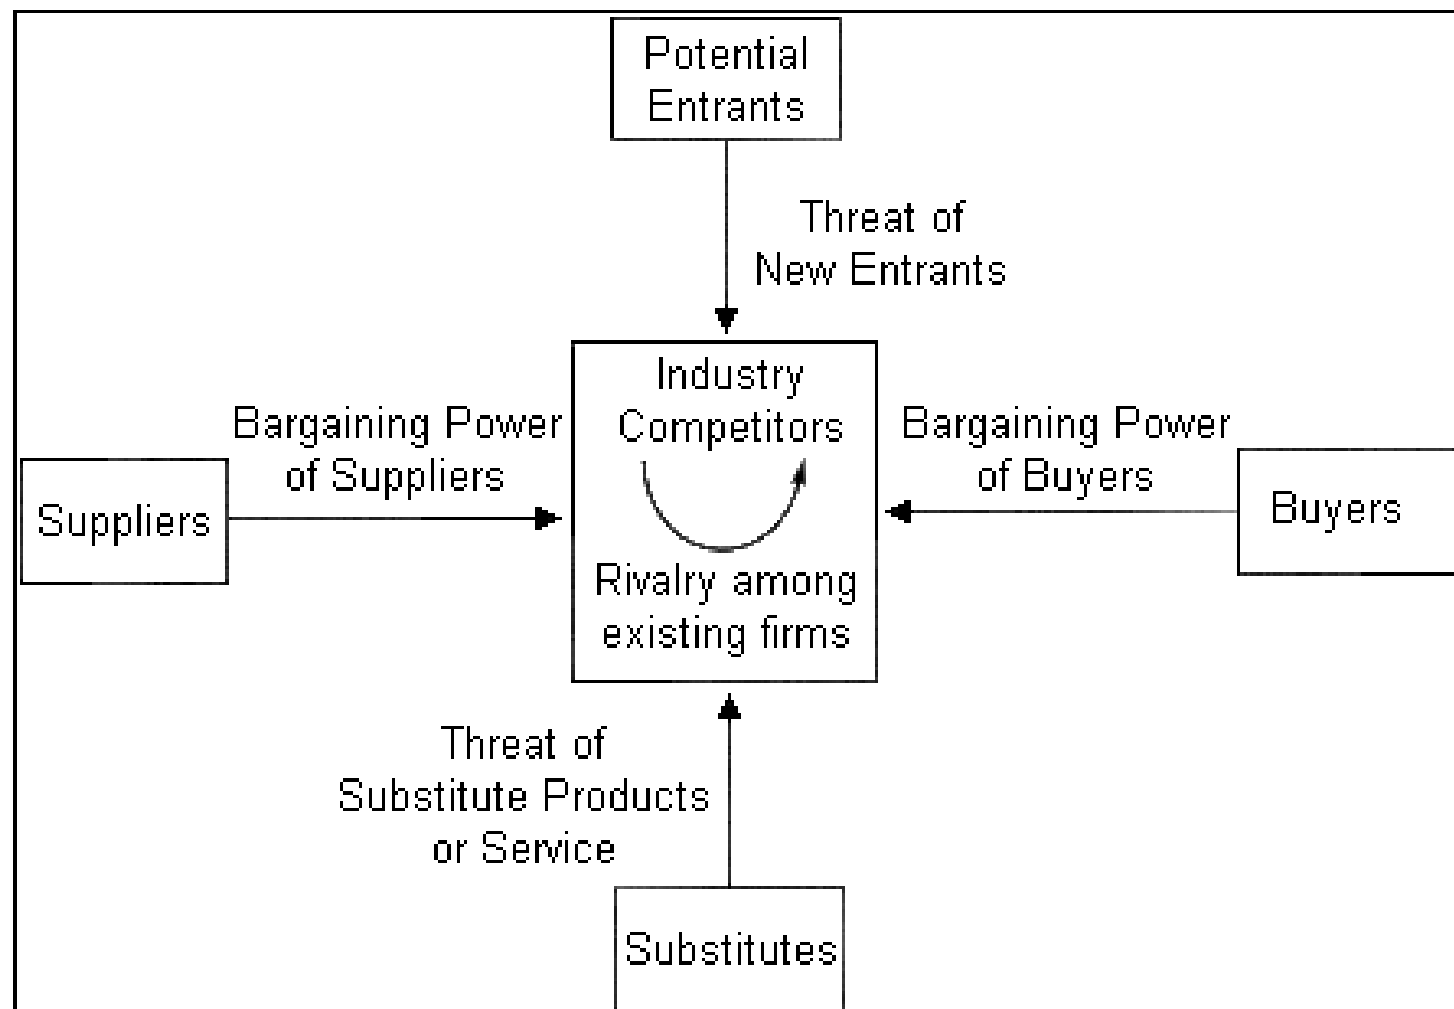 Potential
Entrants
Threat of
New Entrants
Industry
Competitors
Bargaining Power
of Suppliers
Bargaining Power
of Buyers
Suppliers
Buyers
Rivalry among
existing firms
Threat of
Substitute Products
or Service
Substitutes